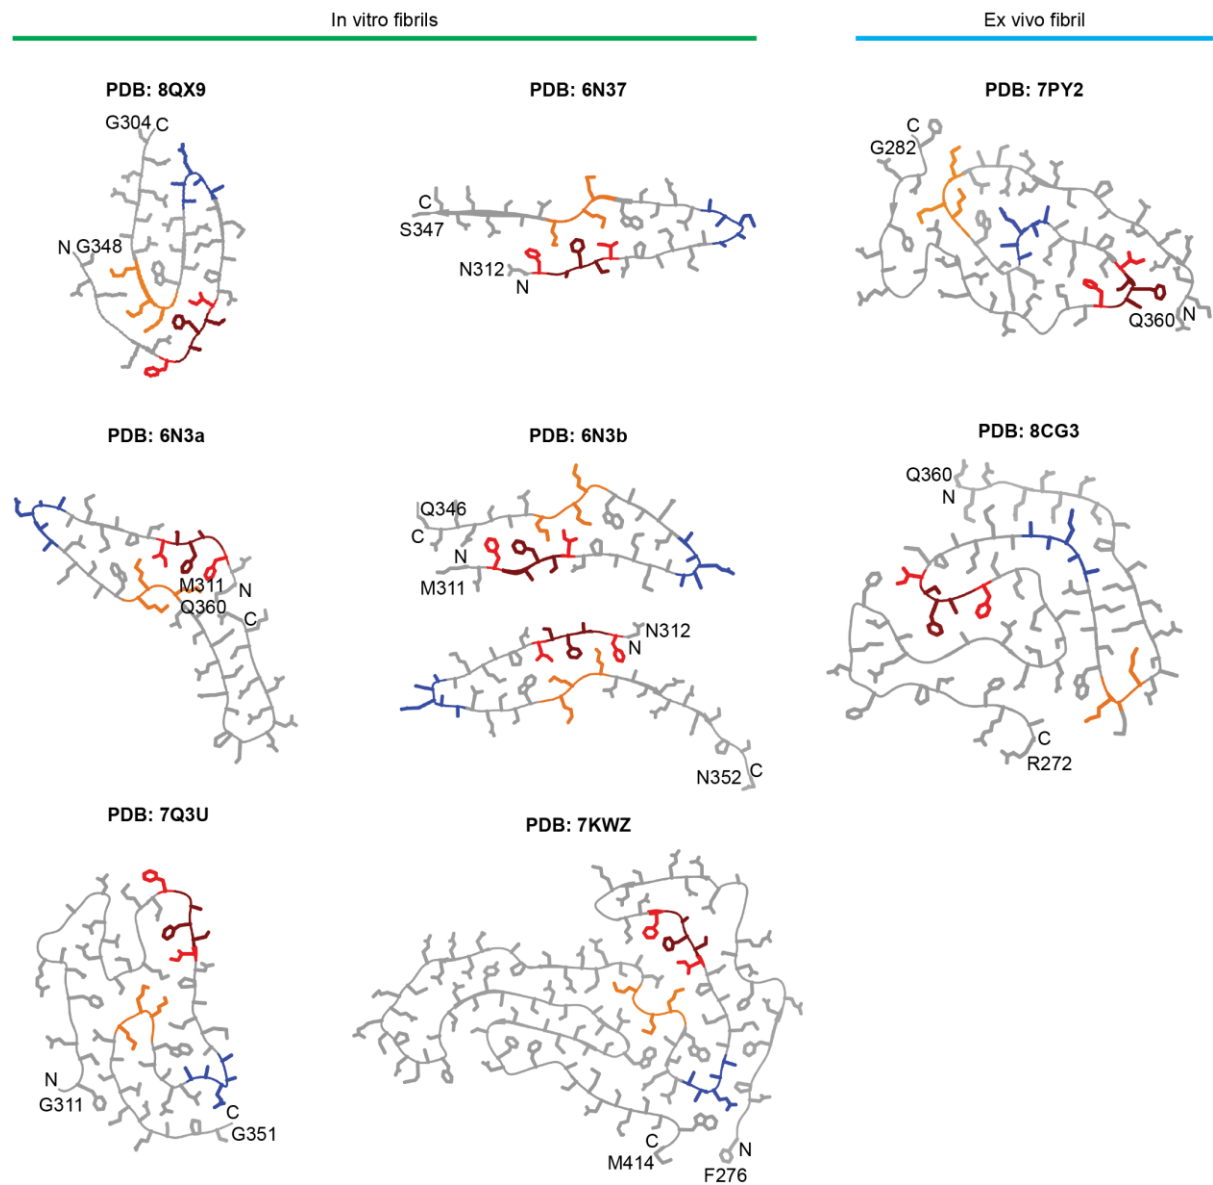 In vitro fibrils
Ex vivo fibril
PDB: 8QX9
G304 C
N G348
PDB: 6N37
C
S347
N312
N
PDB: 7PY2
C
G282
Q360 N
PDB: 6N3a
M311
N
Q360
C
PDB: 6N3b
Q346
C
N
M311
N312
N
N352 C
PDB: 8CG3
Q360
N
C
R272
PDB: 7Q3U
N
G311
C
G351
PDB: 7KWZ
C
M414
N
F276